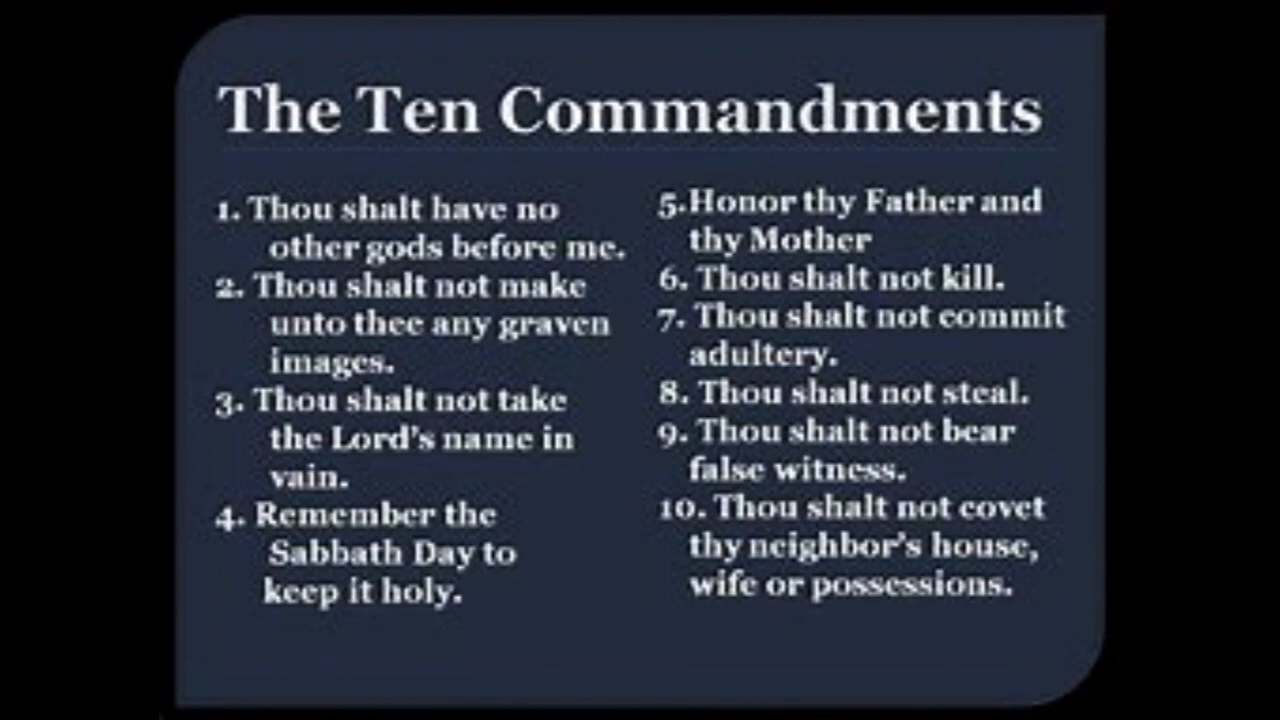 The Ten Commandments
1. Thou shalt have no
other gods before me.
2. Thou shalt not make
unto thee any graven
images.
3. Thou shalt not take
the Lord's name in
vain.
4. Remember the
Sabbath Day to
keep it holy.
5.Honor thy Father and
thy Mother
6. Thou shalt not kill.
7. Thou shalt not commit
adultery.
8. Thou shalt not steal.
9. Thou shalt not bear
false witness.
10. Thou shalt not covet
thy neighbor's house,
wife or possessions.